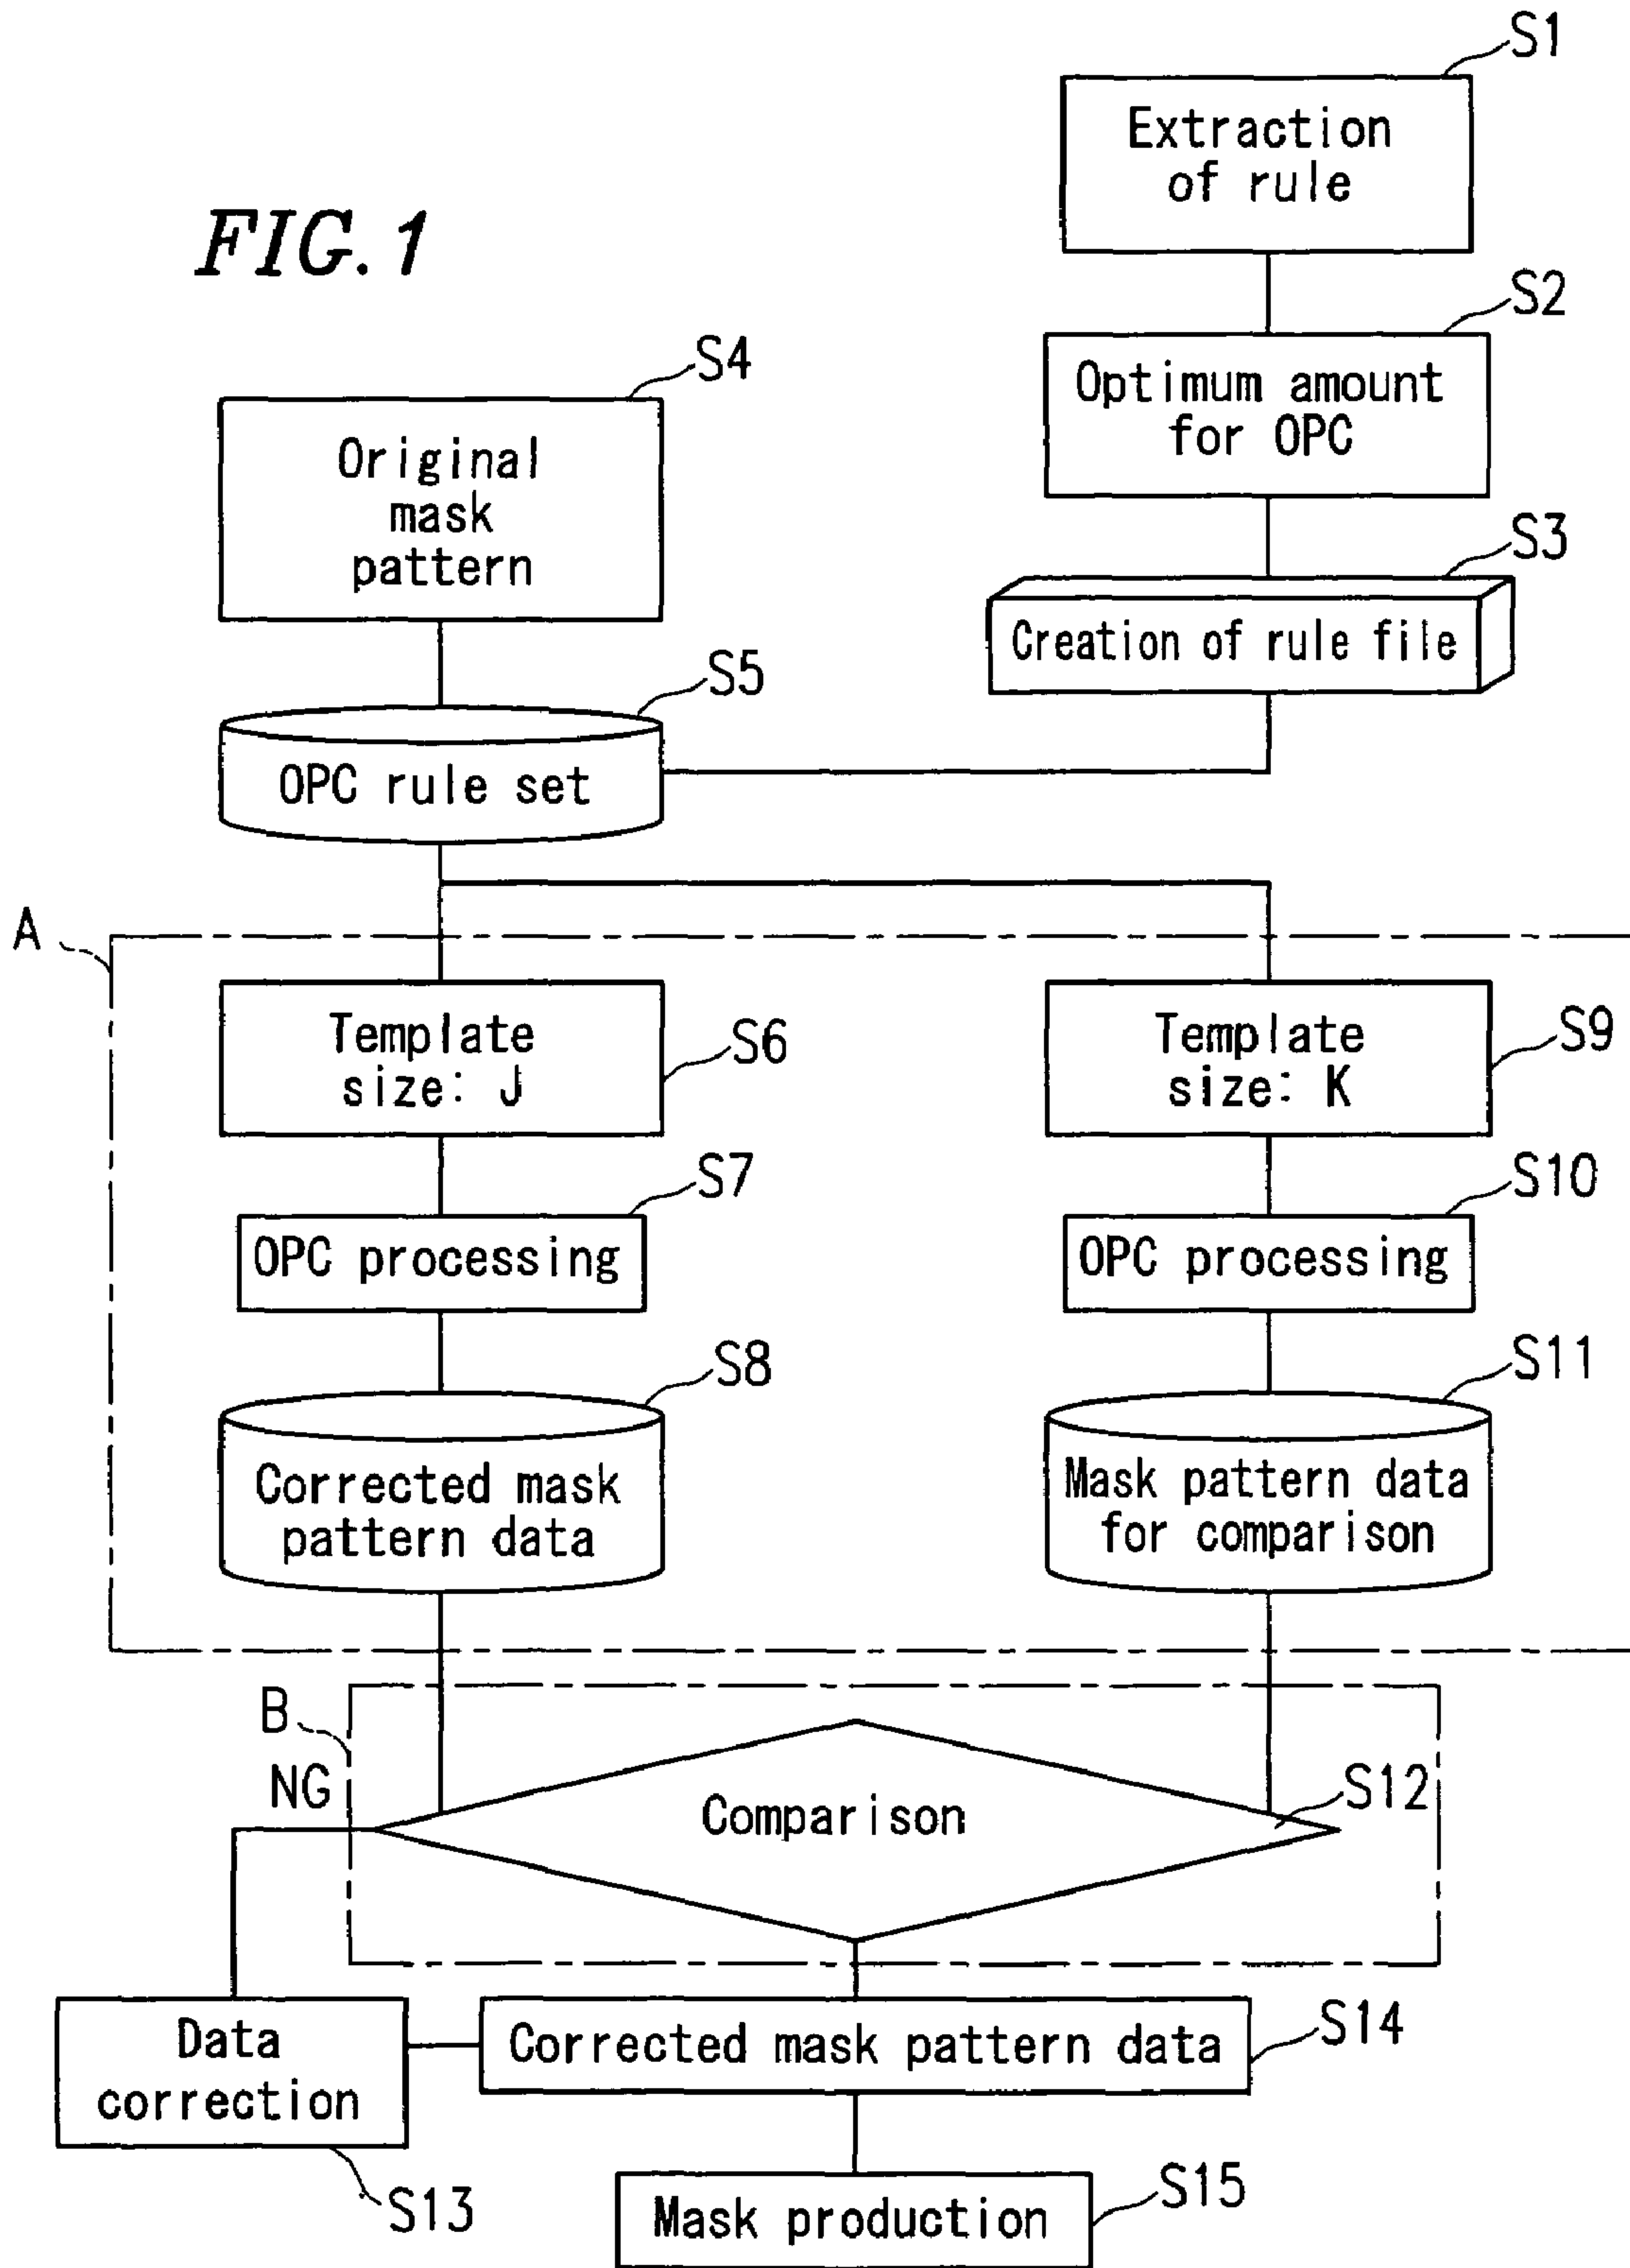 FIG. 1
S1
Extraction
of rule
S2
Optimum amount
for OPC
S3
Creation of rule file
S4
Original
mask
pattern
S5
OPC rule set
A
Template
size: J
S6
Template
size: K
S9
S7
OPC processing
S10
OPC processing
S8
Corrected mask
pattern data
S11
Mask pattern data
for comparison
B
NG
Comparison
S12
Data
correction
S13
Corrected mask pattern data
S14
Mask production
S15